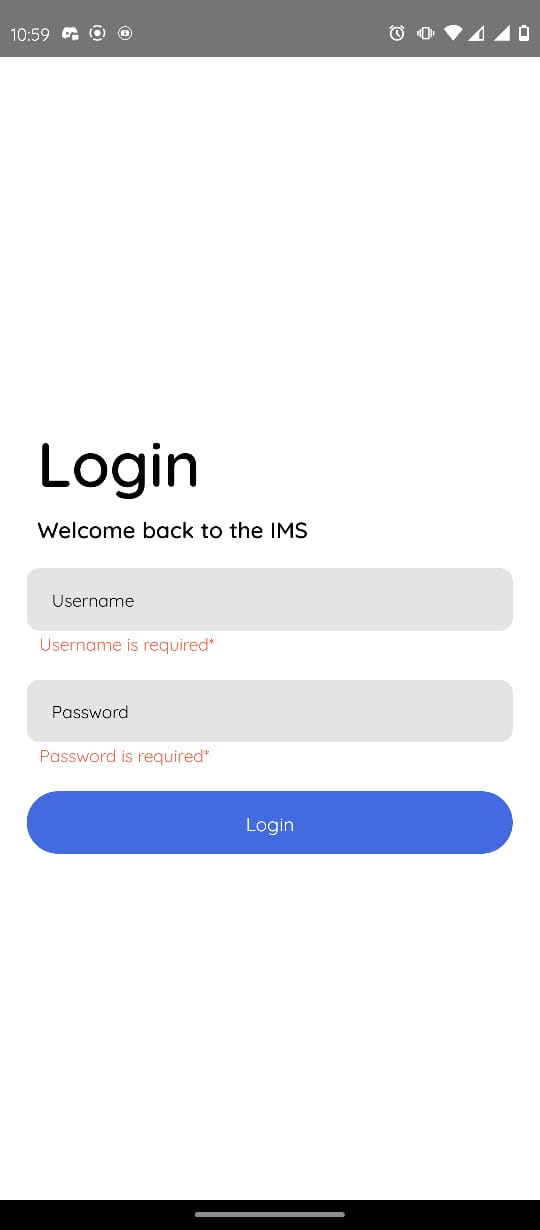 10:59
Login
Welcome back to the IMS
Username
Username is required*
Password
Password is required*
Login